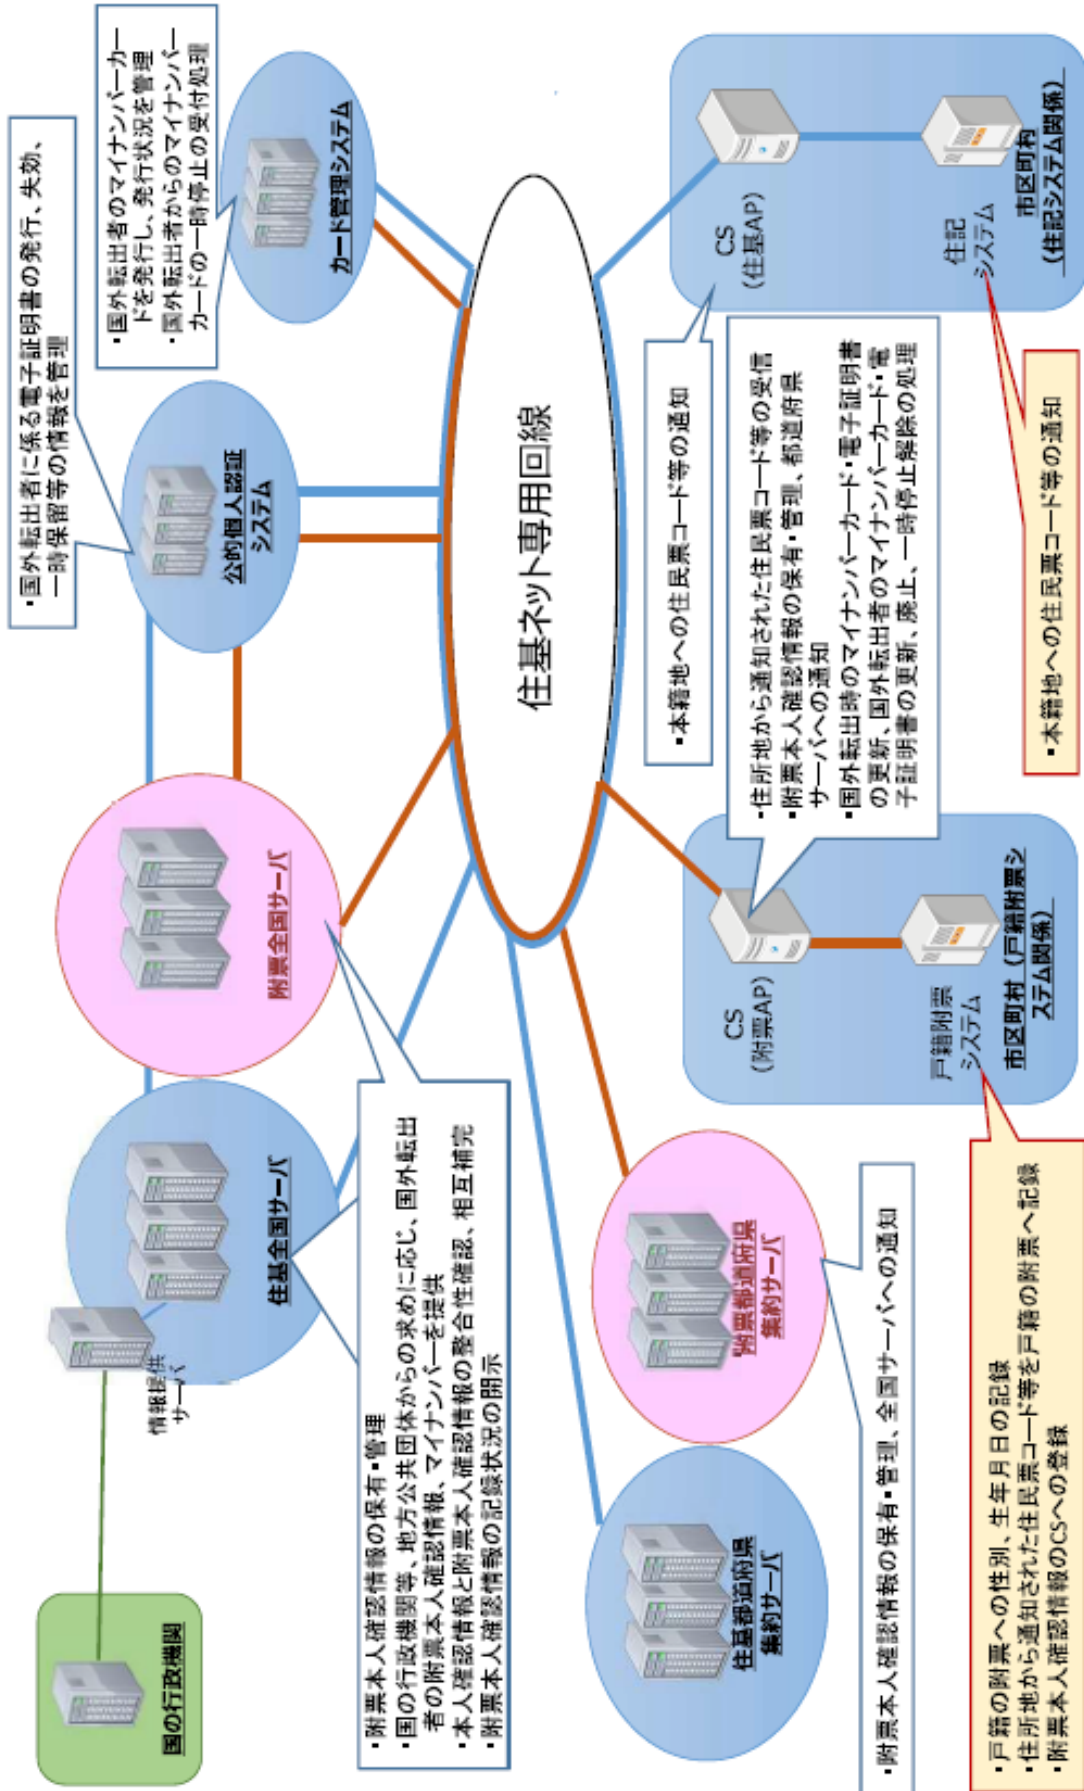 国の行政機関
情報提供
サーバ
住基全国サーバ
附票全国サーバ
・国外転出者に係る電子証明書の発行、失効、
一時保留等の情報を管理
公的個人認証
システム
・国外転出者のマイナンバーカー
ドを発行し、発行状況を管理
・国外転出者からのマイナンバー
カードの一時停止の受付処理
カード管理システム
・附票本人確認情報の保有・管理
・国の行政機関等、地方公共団体からの求めに応じ、国外転出
者の附票本人確認情報、マイナンバーを提供
・本人確認情報と附票本人確認情報の整合性確認、相互補完
・附票本人確認情報の記録状況の開示
住基ネット専用回線
住基都道府県
集約サーバ
附票都道府県
集約サーバ
・附票本人確認情報の保有・管理、全国サーバへの通知
CS
(附票AP)
戸籍附票
システム
市区町村（戸籍附票シ
ステム関係）
・住所地から通知された住民票コード等の受信
・附票本人確認情報の保有・管理、都道府県
サーバへの通知
・国外転出時のマイナンバーカード・電子証明書
の更新、国外転出者のマイナンバーカード・電
子証明書の更新、廃止、一時停止解除の処理
・本籍地への住民票コード等の通知
CS
(住基AP)
住記
システム
市区町村
(住記システム関係)
・戸籍の附票への性別、生年月日の記録
・住所地から通知された住民票コード等を戸籍の附票へ記録
・附票本人確認情報のCSへの登録
・本籍地への住民票コード等の通知